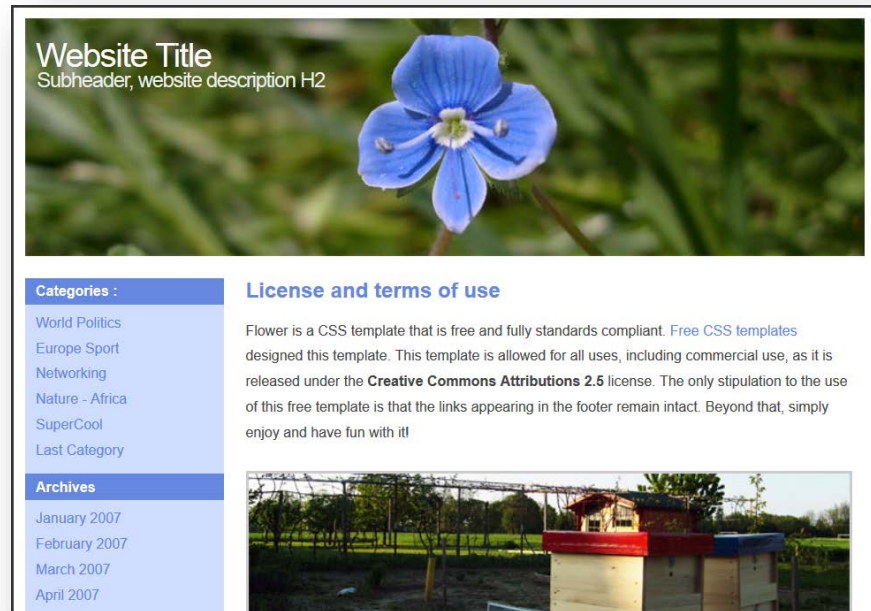 Website Title
Subheader, website description H2
Categories :
World Politics
Europe Sport
Networking
Nature - Africa
SuperCool
Last Category
Archives
January 2007
February 2007
March 2007
April 2007
License and terms of use
Flower is a CSS template that is free and fully standards compliant. Free CSS templates
designed this template. This template is allowed for all uses, including commercial use, as it is
released under the Creative Commons Attributions 2.5 license. The only stipulation to the use
of this free template is that the links appearing in the footer remain intact. Beyond that, simply
enjoy and have fun with it!